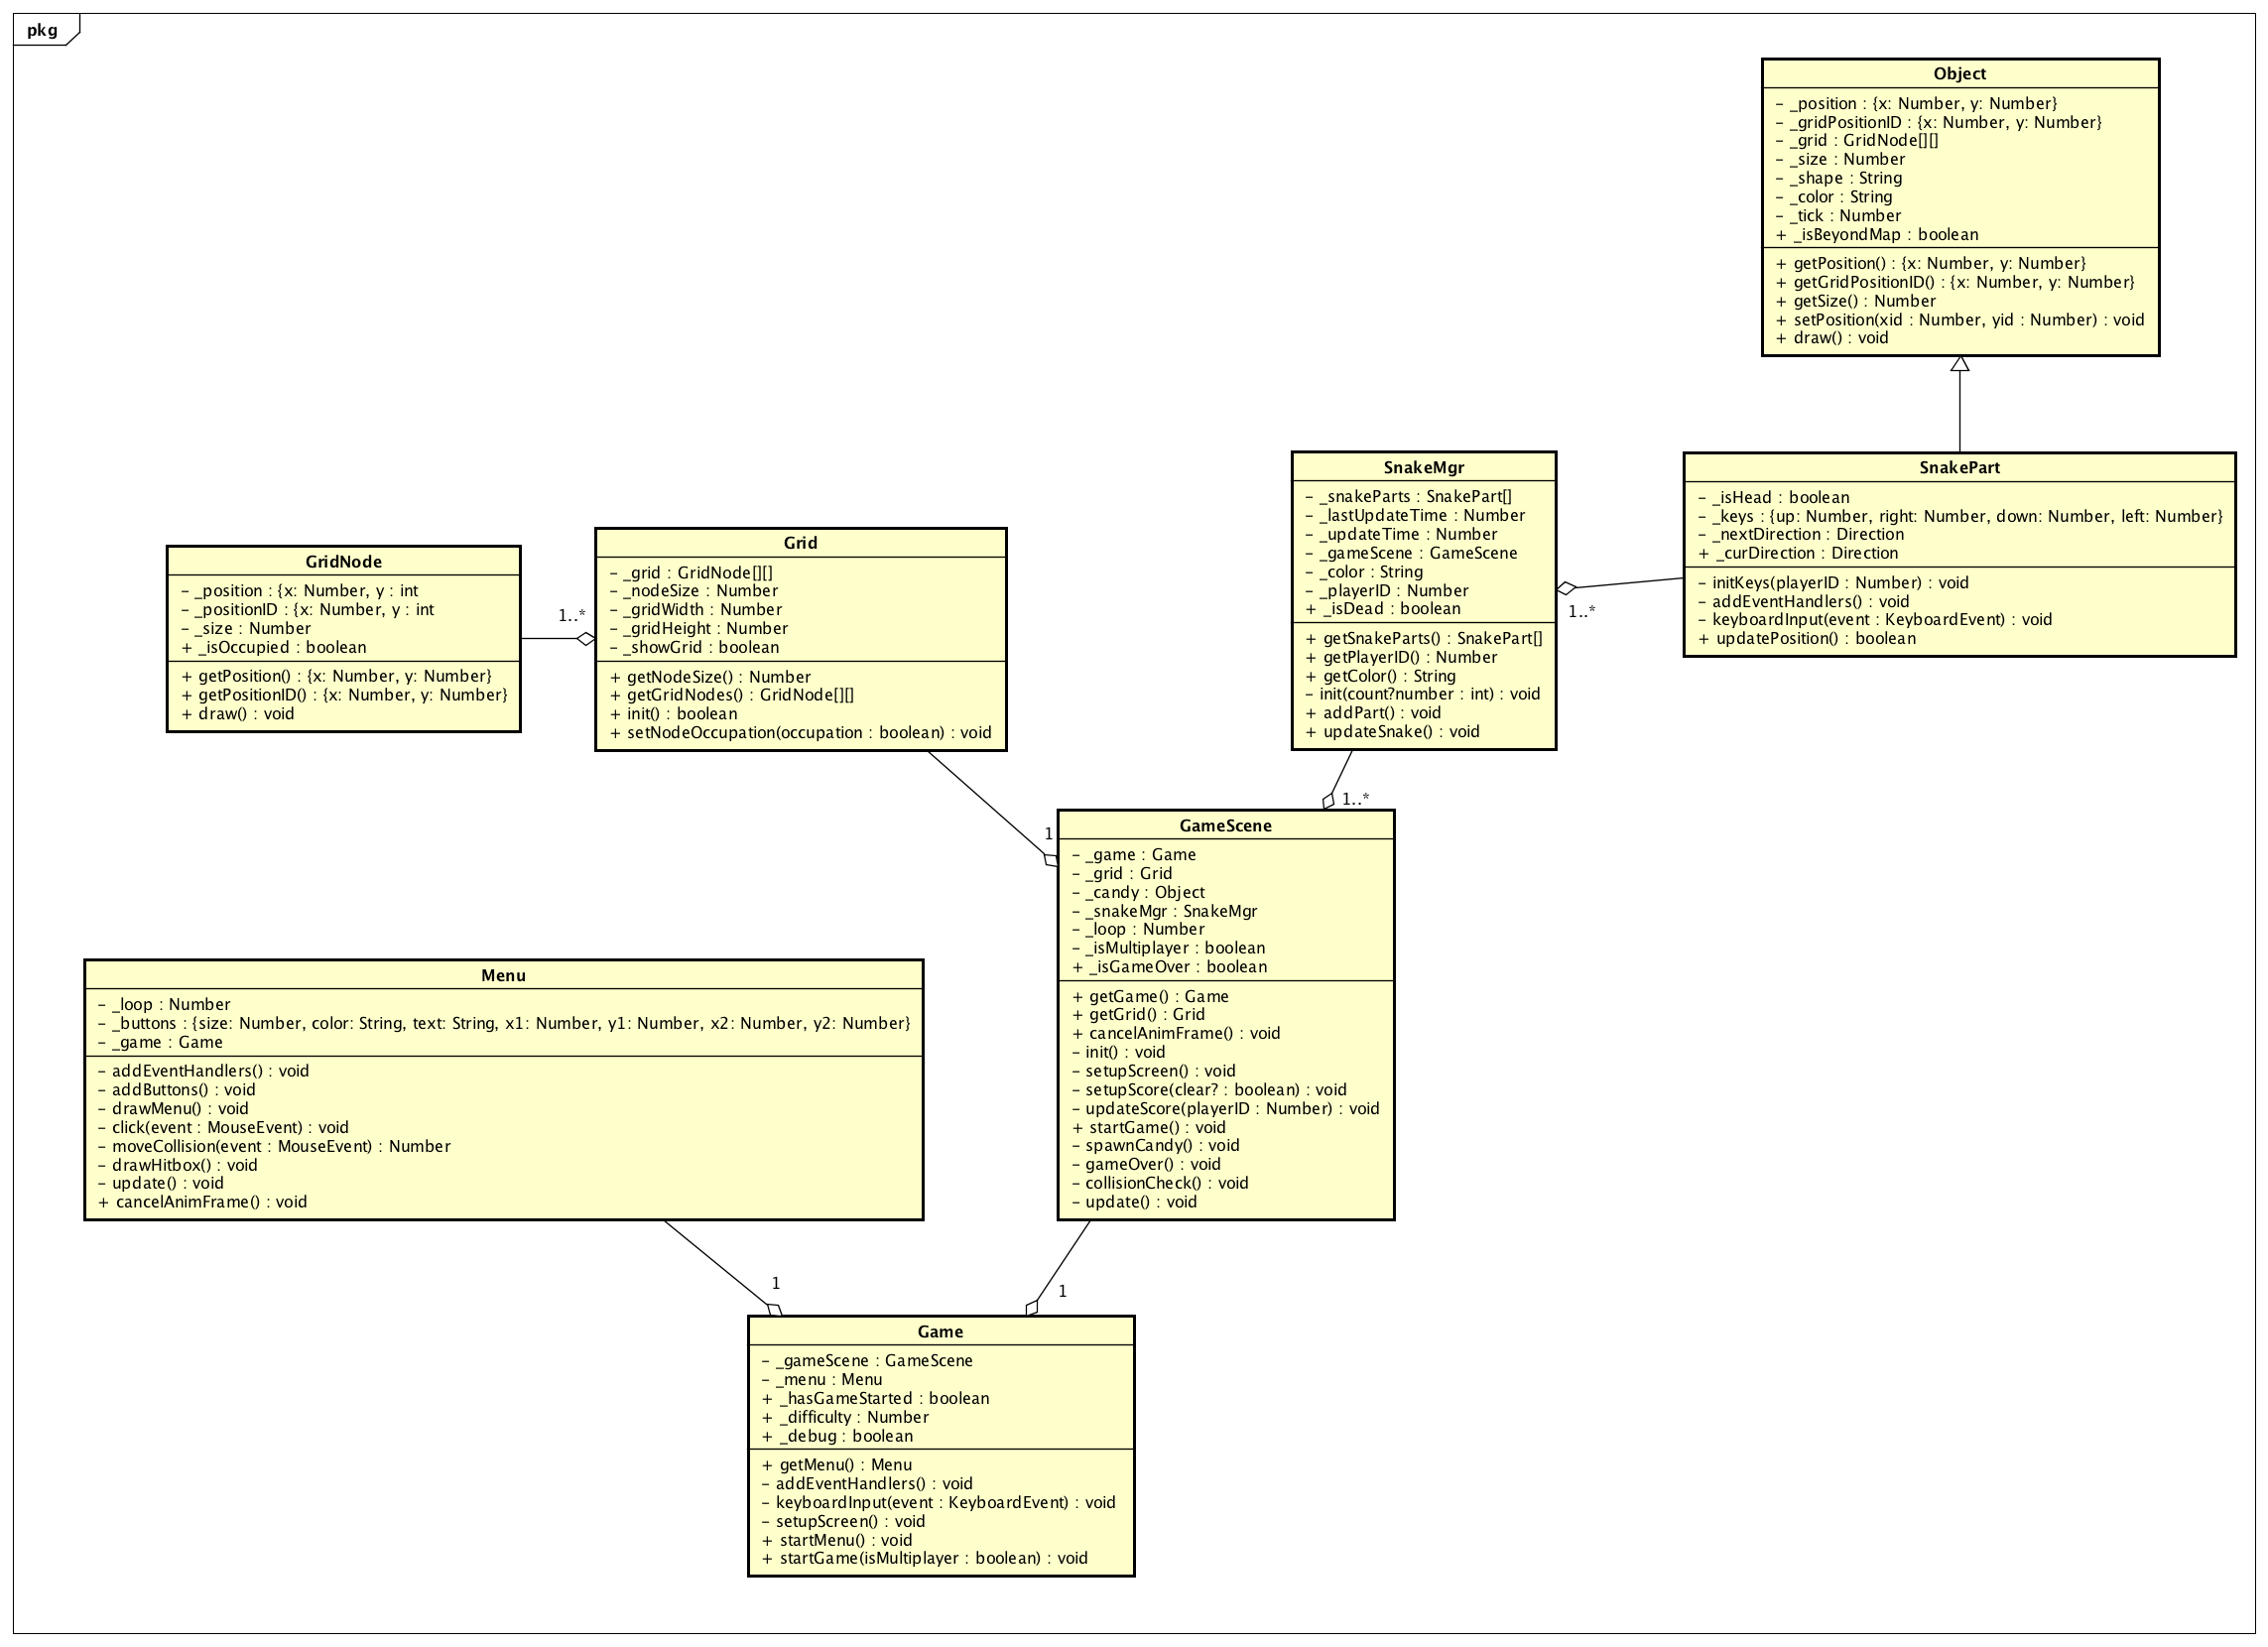 pkg
Object
– _position : {x: Number, y: Number}
– _gridPositionID : {x: Number, y: Number}
– _grid : GridNode[][]
– _size : Number
– _shape : String
– _color : String
– _tick : Number
+ _isBeyondMap : boolean
+ getPosition() : {x: Number, y: Number}
+ getGridPositionID() : {x: Number, y: Number}
+ getSize() : Number
+ setPosition(xid : Number, yid : Number) : void
+ draw() : void
SnakeMgr
– _snakeParts : SnakePart[]
– _lastUpdateTime : Number
– _updateTime : Number
– _gameScene : GameScene
– _color : String
– _playerID : Number
+ _isDead : boolean
+ getSnakeParts() : SnakePart[]
+ getPlayerID() : Number
+ getColor() : String
– init(count?number : int) : void
+ addPart() : void
+ updateSnake() : void
1..*
SnakePart
– _isHead : boolean
– _keys : {up: Number, right: Number, down: Number, left: Number}
– _nextDirection : Direction
+ _curDirection : Direction
– initKeys(playerID : Number) : void
– addEventHandlers() : void
– keyboardInput(event : KeyboardEvent) : void
+ updatePosition() : boolean
GridNode
– _position : {x: Number, y : int
– _positionID : {x: Number, y : int
– _size : Number
+ _isOccupied : boolean
+ getPosition() : {x: Number, y: Number}
+ getPositionID() : {x: Number, y: Number}
+ draw() : void
1..*
Grid
– _grid : GridNode[][]
– _nodeSize : Number
– _gridWidth : Number
– _gridHeight : Number
– _showGrid : boolean
+ getNodeSize() : Number
+ getGridNodes() : GridNode[][]
+ init() : boolean
+ setNodeOccupation(occupation : boolean) : void
1..*
1
GameScene
– _game : Game
– _grid : Grid
– _candy : Object
– _snakeMgr : SnakeMgr
– _loop : Number
– _isMultiplayer : boolean
+ _isGameOver : boolean
+ getGame() : Game
+ getGrid() : Grid
+ cancelAnimFrame() : void
– init() : void
– setupScreen() : void
– setupScore(clear? : boolean) : void
– updateScore(playerID : Number) : void
+ startGame() : void
– spawnCandy() : void
– gameOver() : void
– collisionCheck() : void
– update() : void
Menu
– _loop : Number
– _buttons : {size: Number, color: String, text: String, x1: Number, y1: Number, x2: Number, y2: Number}
– _game : Game
– addEventHandlers() : void
– addButtons() : void
– drawMenu() : void
– click(event : MouseEvent) : void
– moveCollision(event : MouseEvent) : Number
– drawHitbox() : void
– update() : void
+ cancelAnimFrame() : void
1
1
Game
– _gameScene : GameScene
– _menu : Menu
+ _hasGameStarted : boolean
+ _difficulty : Number
+ _debug : boolean
+ getMenu() : Menu
– addEventHandlers() : void
– keyboardInput(event : KeyboardEvent) : void
– setupScreen() : void
+ startMenu() : void
+ startGame(isMultiplayer : boolean) : void